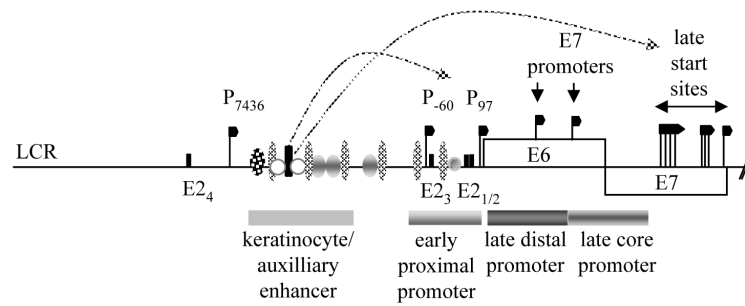 E7
promoters
late
start
sites
P7436
P-60
P97
LCR
E6
E7
E24
E23
E21/2
keratinocyte/
auxilliary
enhancer
early
proximal
promoter
late distal
promoter
late core
promoter